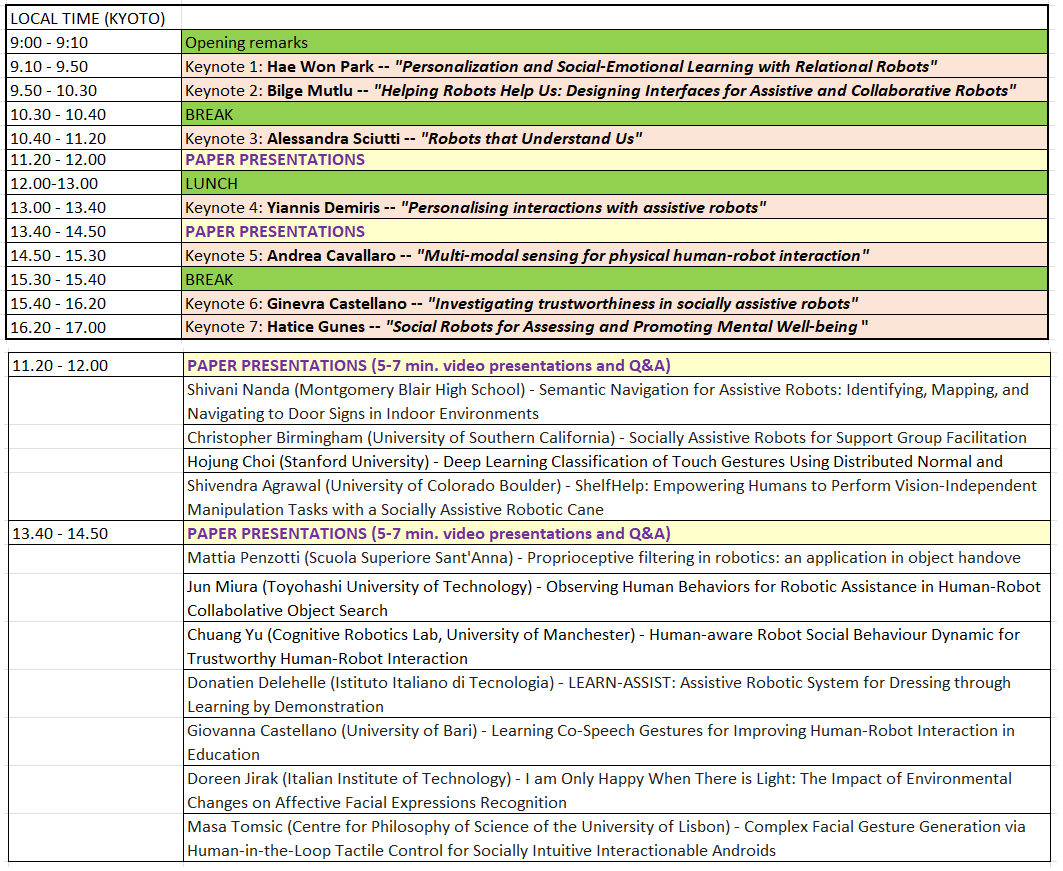 LOCAL TIME (KYOTO)
9:00 - 9:10 Opening remarks
9.10 - 9.50 Keynote 1: Hae Won Park -- "Personalization and Social-Emotional Learning with Relational Robots"
9.50 - 10.30 Keynote 2: Bilge Mutlu -- "Helping Robots Help Us: Designing Interfaces for Assistive and Collaborative Robots"
10.30 - 10.40 BREAK
10.40 - 11.20 Keynote 3: Alessandra Sciutti -- "Robots that Understand Us"
11.20 - 12.00 PAPER PRESENTATIONS
12.00-13.00 LUNCH
13.00 - 13.40 Keynote 4: Yiannis Demiris -- "Personalising interactions with assistive robots"
13.40 - 14.50 PAPER PRESENTATIONS
14.50 - 15.30 Keynote 5: Andrea Cavallaro -- "Multi-modal sensing for physical human-robot interaction"
15.30 - 15.40 BREAK
15.40 - 16.20 Keynote 6: Ginevra Castellano -- "Investigating trustworthiness in socially assistive robots"
16.20 - 17.00 Keynote 7: Hatice Gunes -- "Social Robots for Assessing and Promoting Mental Well-being "
11.20 - 12.00 PAPER PRESENTATIONS (5-7 min. video presentations and Q&A)
Shivani Nanda (Montgomery Blair High School) - Semantic Navigation for Assistive Robots: Identifying, Mapping, and
Navigating to Door Signs in Indoor Environments
Christopher Birmingham (University of Southern California) - Socially Assistive Robots for Support Group Facilitation
Hojung Choi (Stanford University) - Deep Learning Classification of Touch Gestures Using Distributed Normal and
Shivendra Agrawal (University of Colorado Boulder) - ShelfHelp: Empowering Humans to Perform Vision-Independent
Manipulation Tasks with a Socially Assistive Robotic Cane
13.40 - 14.50 PAPER PRESENTATIONS (5-7 min. video presentations and Q&A)
Mattia Penzotti (Scuola Superiore Sant'Anna) - Proprioceptive filtering in robotics: an application in object handove
Jun Miura (Toyohashi University of Technology) - Observing Human Behaviors for Robotic Assistance in Human-Robot
Collabolative Object Search
Chuang Yu (Cognitive Robotics Lab, University of Manchester) - Human-aware Robot Social Behaviour Dynamic for
Trustworthy Human-Robot Interaction
Donatien Delehelle (Istituto Italiano di Tecnologia) - LEARN-ASSIST: Assistive Robotic System for Dressing through
Learning by Demonstration
Giovanna Castellano (University of Bari) - Learning Co-Speech Gestures for Improving Human-Robot Interaction in
Education
Doreen Jirak (Italian Institute of Technology) - I am Only Happy When There is Light: The Impact of Environmental
Changes on Affective Facial Expressions Recognition
Masa Tomsic (Centre for Philosophy of Science of the University of Lisbon) - Complex Facial Gesture Generation via
Human-in-the-Loop Tactile Control for Socially Intuitive Interactionable Androids